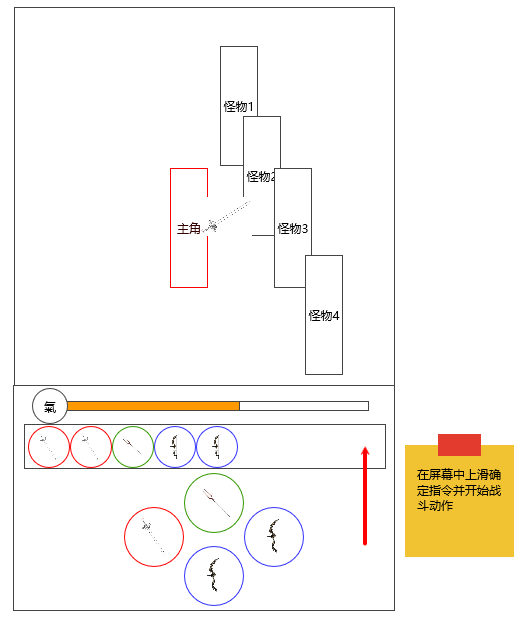 怪物1
怪物2
主角
怪物3
怪物4
氣
在屏幕中上滑确
定指令并开始战
斗动作